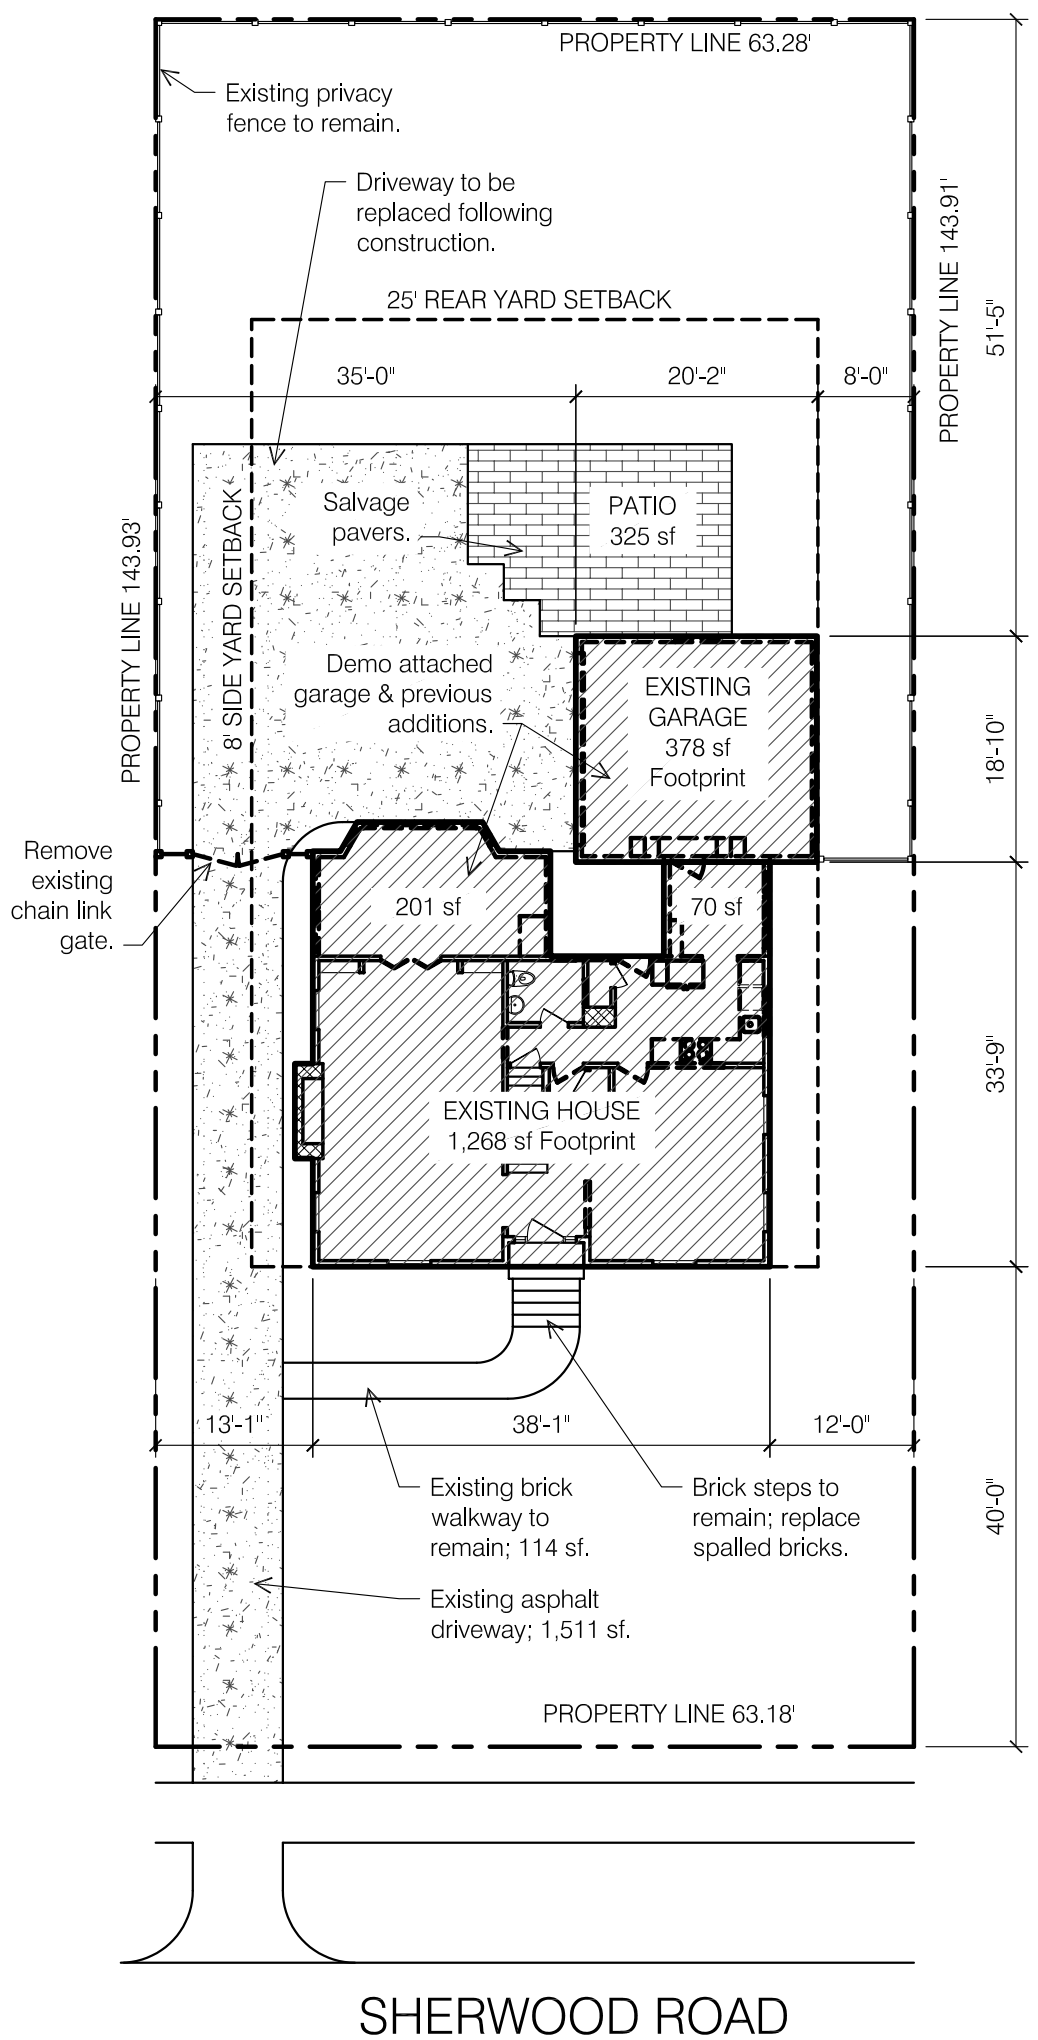 PROPERTY LINE 63.28'
Existing privacy
fence to remain.
Driveway to be
replaced following
construction.
PROPERTY LINE 143.91'
25' REAR YARD SETBACK
51'-5"
35'-0"
20'-2"
8'-0"
Salvage
pavers.
PATIO
325 sf
8' SIDE YARD SETBACK
PROPERTY LINE 143.93'
Demo attached
garage & previous
additions.
EXISTING
GARAGE
378 sf
Footprint
18'-10"
Remove
existing
chain link
gate.
201 sf
70 sf
33'-9"
EXISTING HOUSE
1,268 sf Footprint
13'-1"
38'-1"
12'-0"
Existing brick
walkway to
remain; 114 sf.
Brick steps to
remain; replace
spalled bricks.
40'-0"
Existing asphalt
driveway; 1,511 sf.
PROPERTY LINE 63.18'
SHERWOOD ROAD